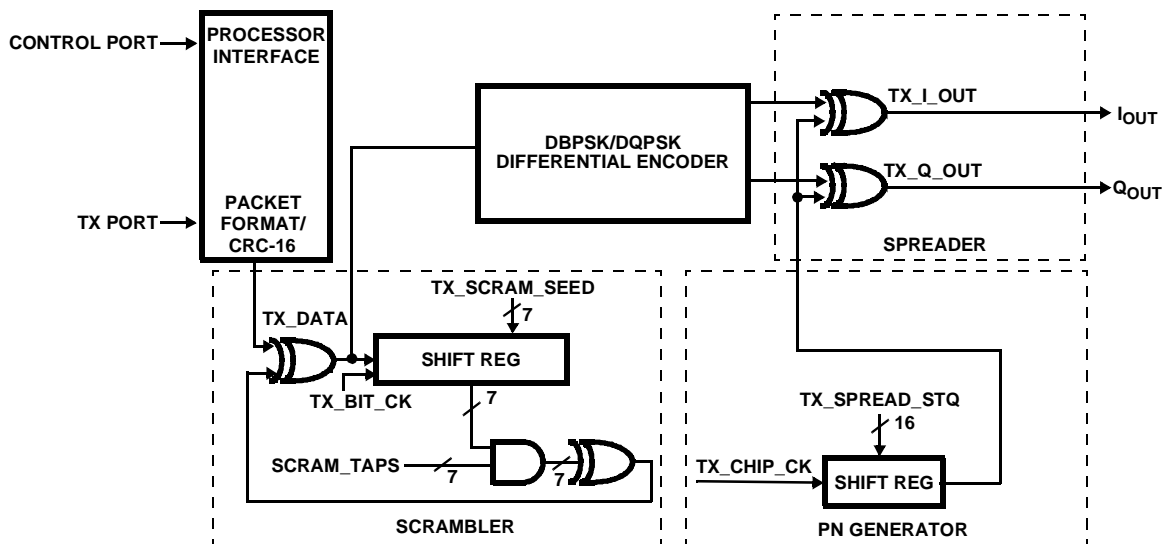 CONTROL PORT
PROCESSOR
INTERFACE
TX PORT
PACKET
FORMAT/
CRC-16
DBPSK/DQPSK
DIFFERENTIAL ENCODER
TX_I_OUT
IOUT
TX_Q_OUT
QOUT
SPREADER
TX_SCRAM_SEED
7
TX_DATA
SHIFT REG
TX_BIT_CK
7
SCRAM_TAPS
7
7
SCRAMBLER
TX_SPREAD_STQ
16
TX_CHIP_CK
SHIFT REG
PN GENERATOR